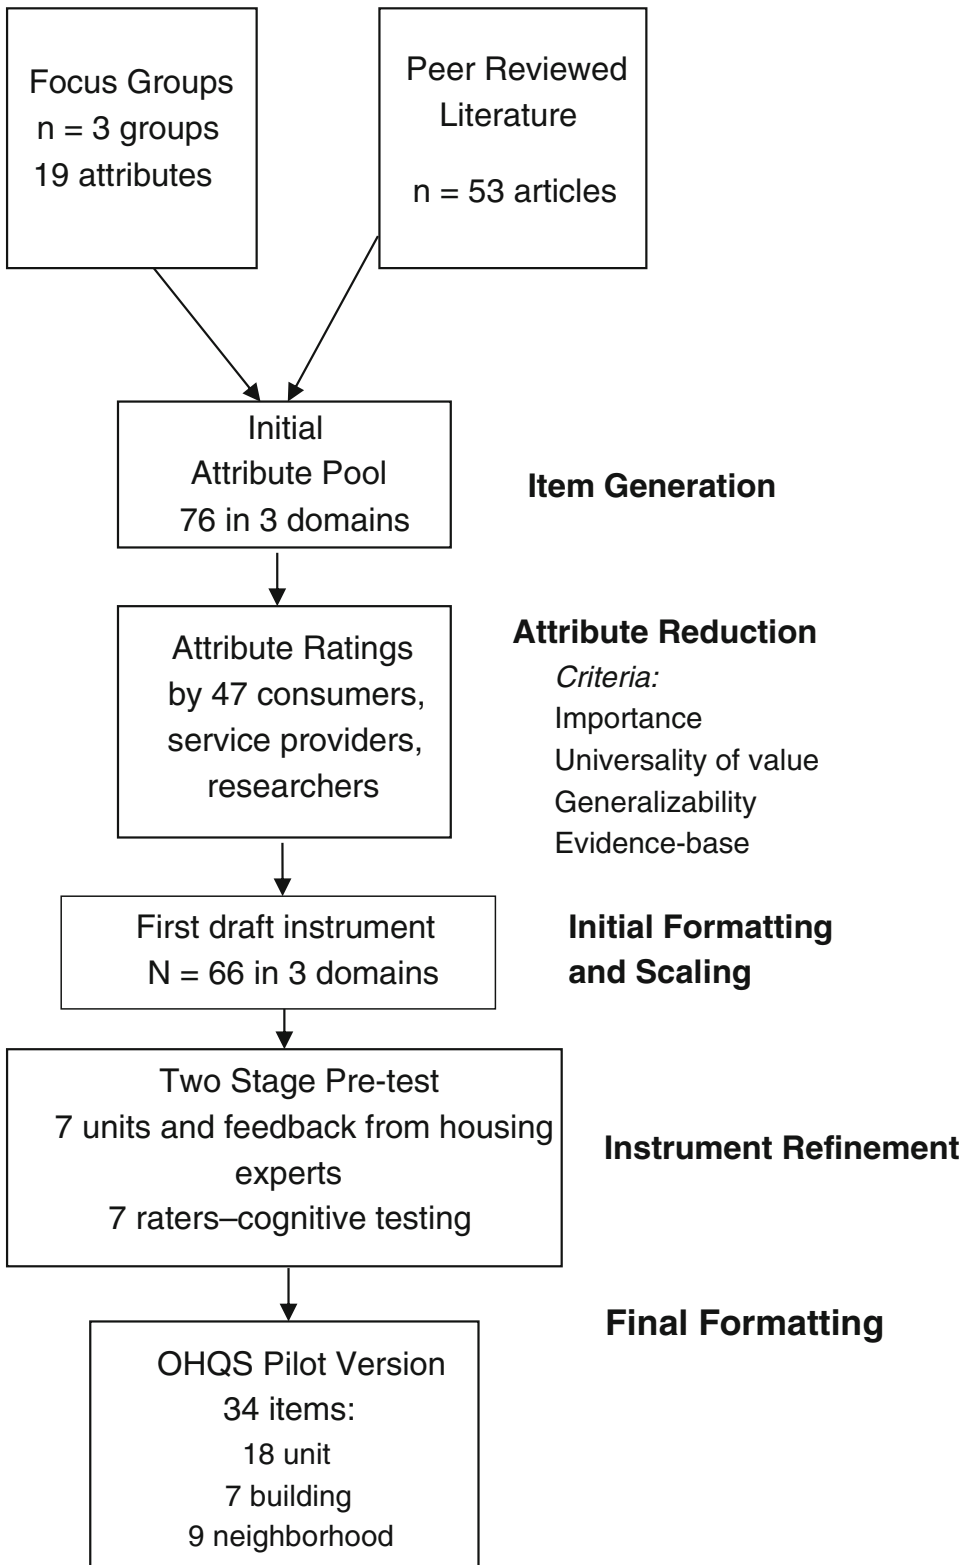 Focus Groups
n = 3 groups
19 attributes
Peer Reviewed
Literature
n = 53 articles
Initial
Attribute Pool
76 in 3 domains
Item Generation
Attribute Ratings
by 47 consumers,
service providers,
researchers
Attribute Reduction
Criteria:
Importance
Universality of value
Generalizability
Evidence-base
First draft instrument
N = 66 in 3 domains
Initial Formatting
and Scaling
Two Stage Pre-test
7 units and feedback from housing
experts
7 raters–cognitive testing
Instrument Refinement
Final Formatting
OHQS Pilot Version
34 items:
18 unit
7 building
9 neighborhood